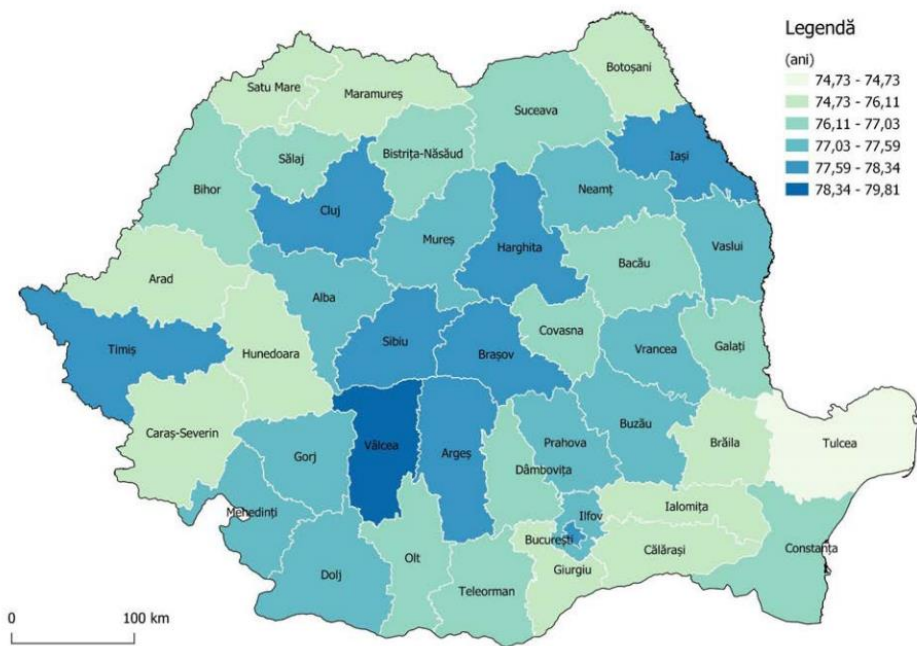 Legendă
(ani)
74,73 - 74,73
74,73 - 76,11
76,11 - 77,03
77,03 - 77,59
77,59 - 78,34
78,34 - 79,81
Botoșani
Satu Mare
Maramureș
Suceava
Iași
Sălaj
Bistrița-Năsăud
Bihor
Neamț
Cluj
Mureș
Harghita
Vaslui
Bacău
Arad
Alba
Covasna
Timiș
Hunedoara
Sibiu
Brașov
Vrancea
Galați
Caraș-Severin
Vâlcea
Argeș
Prahova
Buzău
Brăila
Tulcea
Gorj
Dâmbovița
Mehedinți
Ilfov
Ialomița
București
Călărași
Constanța
Olt
Giurgiu
Dolj
Teleorman
0 100 km